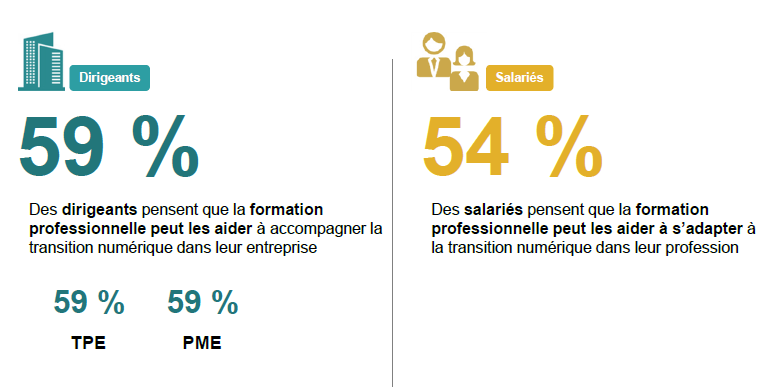 Dirigeants
59 %
Des dirigeants pensent que la formation
professionnelle peut les aider à accompagner la
transition numérique dans leur entreprise
59 % 59 %
TPE PME
Salariés
54 %
Des salariés pensent que la formation
professionnelle peut les aider à s’adapter à
la transition numérique dans leur profession